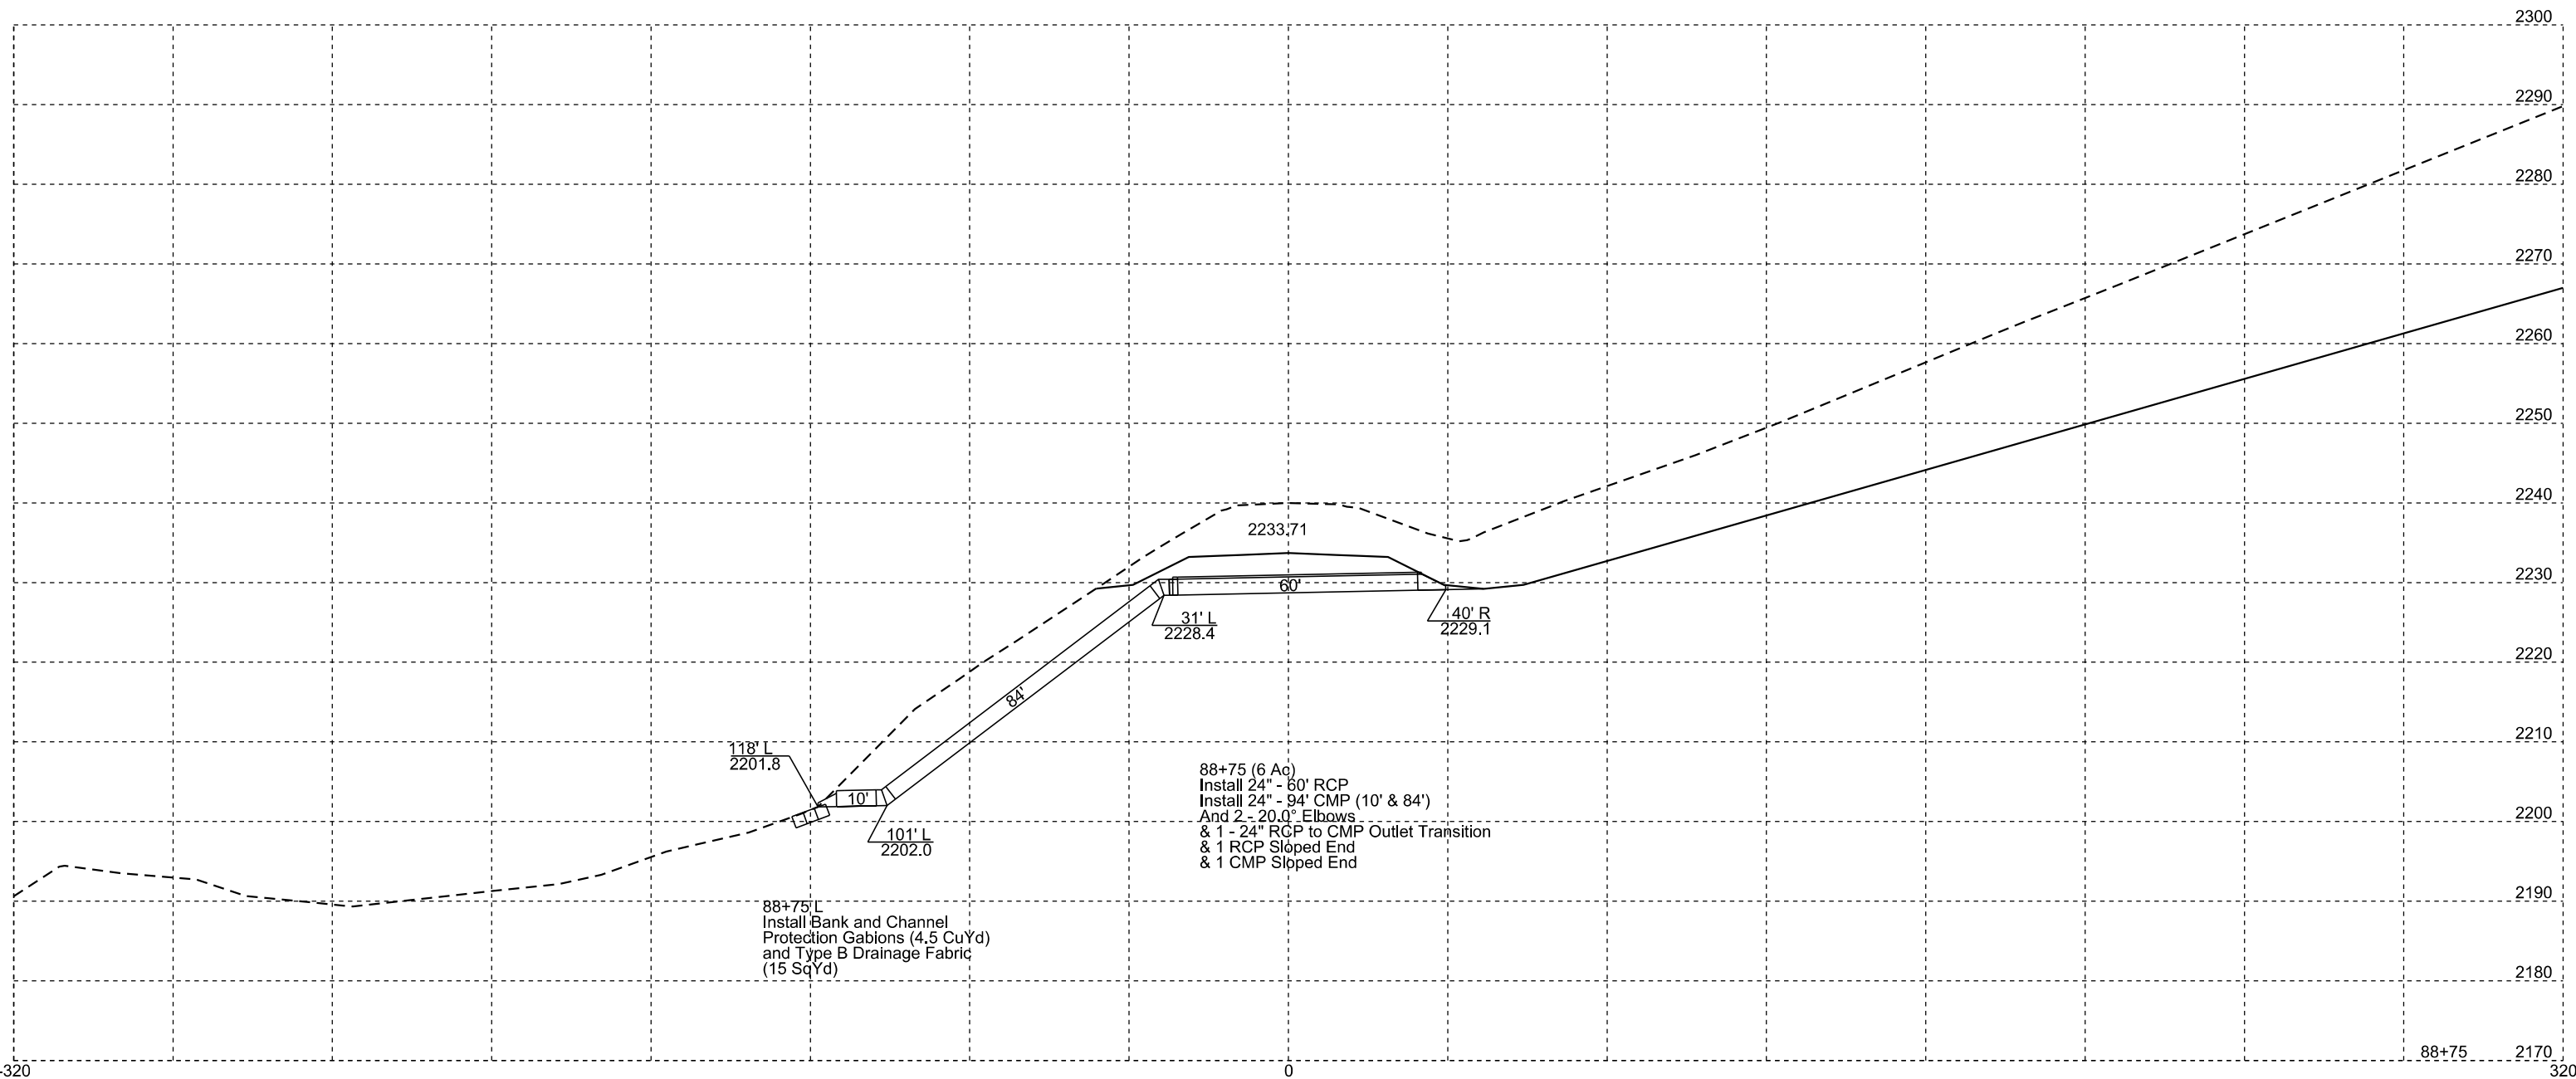 2300
2290
2280
2270
2260
2250
2240
2233.71
2230
60'
31' L
2228.4
40' R
2229.1
2220
84'
2210
118' L
2201.8
10'
101' L
2202.0
88+75 (6 Ac)
Install 24" - 60' RCP
Install 24" - 94' CMP (10' & 84')
And 2 - 20.0° Elbows
& 1 - 24" RCP to CMP Outlet Transition
& 1 RCP Sloped End
& 1 CMP Sloped End
2200
2190
88+75 L
Install Bank and Channel
Protection Gabions (4.5 CuYd)
and Type B Drainage Fabric
(15 SqYd)
2180
88+75
2170
-320
0
320